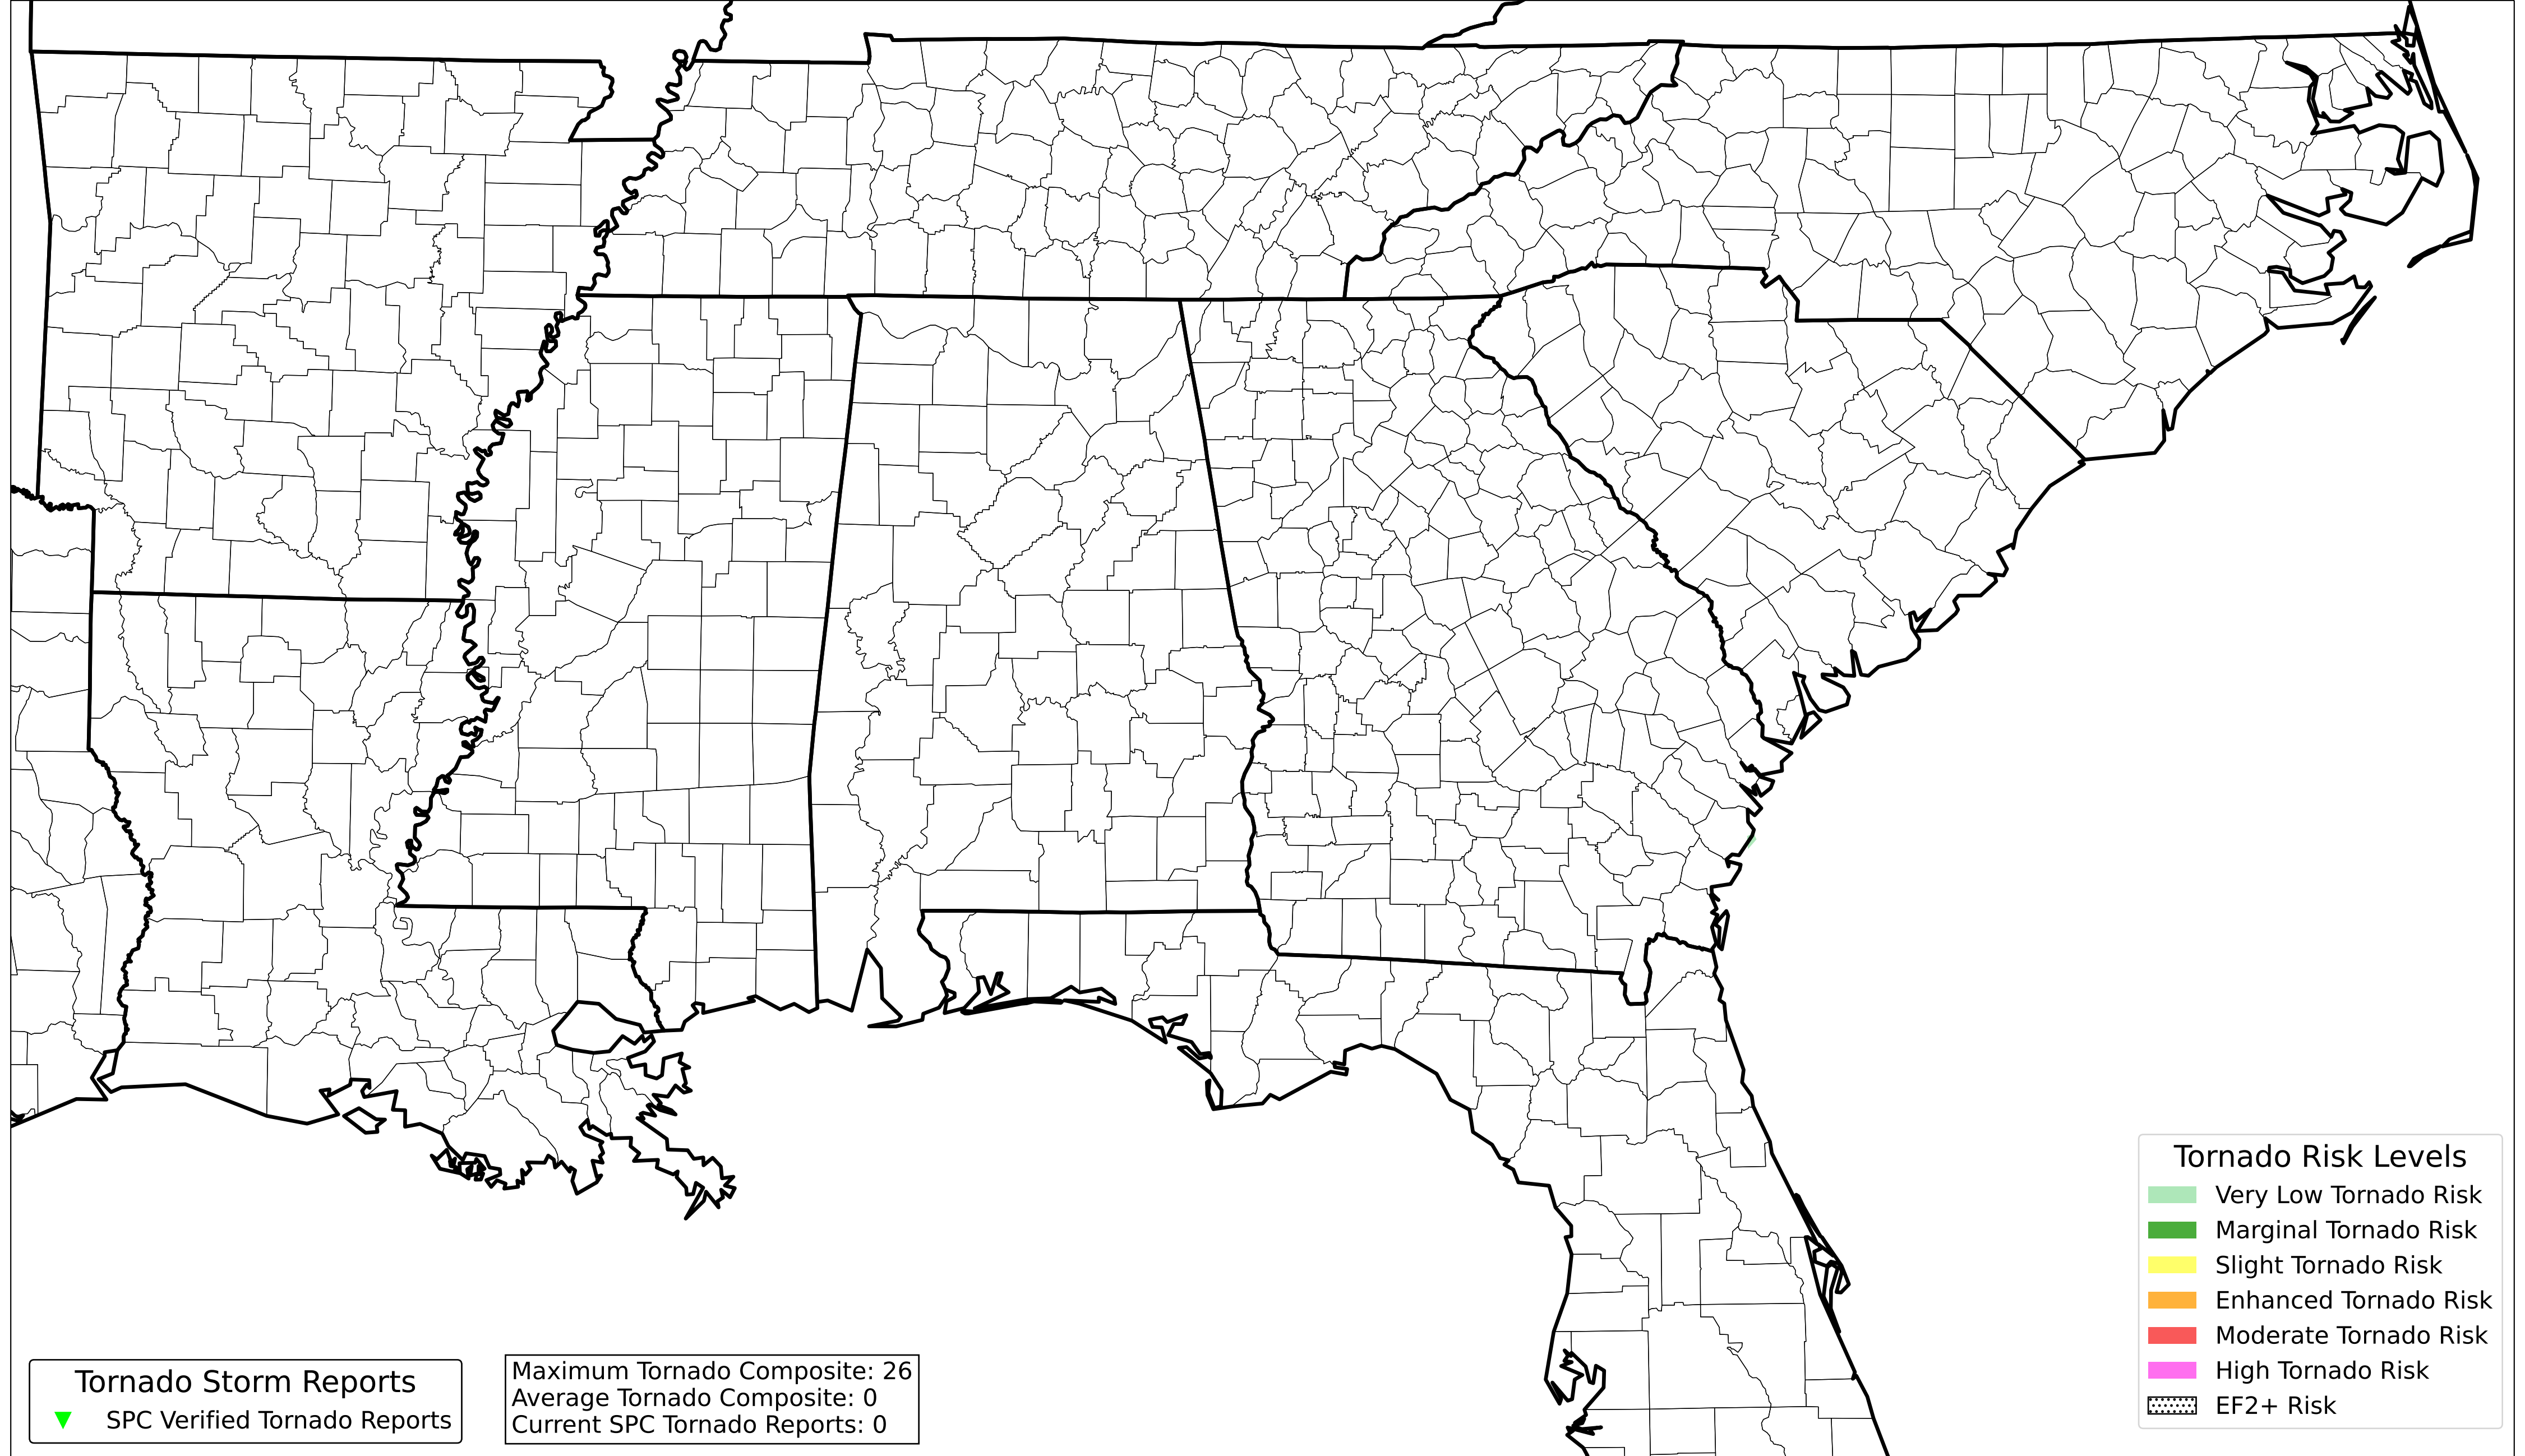 Tornado Risk Levels
Very Low Tornado Risk
Marginal Tornado Risk
Slight Tornado Risk
Enhanced Tornado Risk
Moderate Tornado Risk
High Tornado Risk
EF2+ Risk
Tornado Storm Reports
SPC Verified Tornado Reports
Maximum Tornado Composite: 26
Average Tornado Composite: 0
Current SPC Tornado Reports: 0